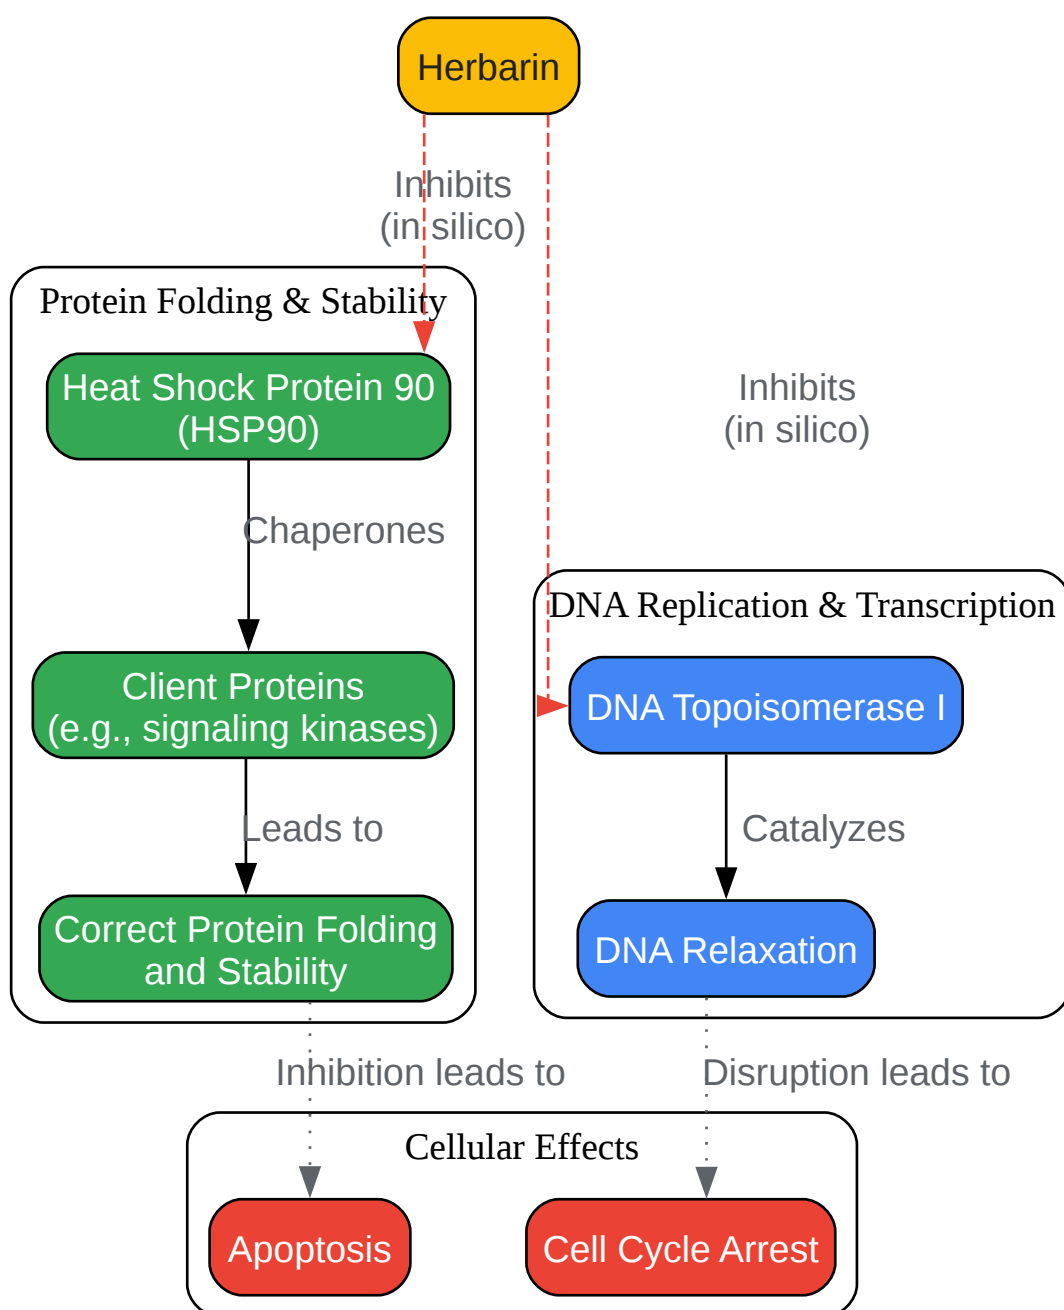 Herbarin
Inhibits
(in silico)
Protein Folding & Stability
Heat Shock Protein 90
(HSP90)
Chaperones
Client Proteins
(e.g., signaling kinases)
Leads to
Correct Protein Folding
and Stability
Inhibits
(in silico)
DNA Replication & Transcription
DNA Topoisomerase I
Catalyzes
DNA Relaxation
Inhibition leads to
Disruption leads to
Cellular Effects
Apoptosis
Cell Cycle Arrest